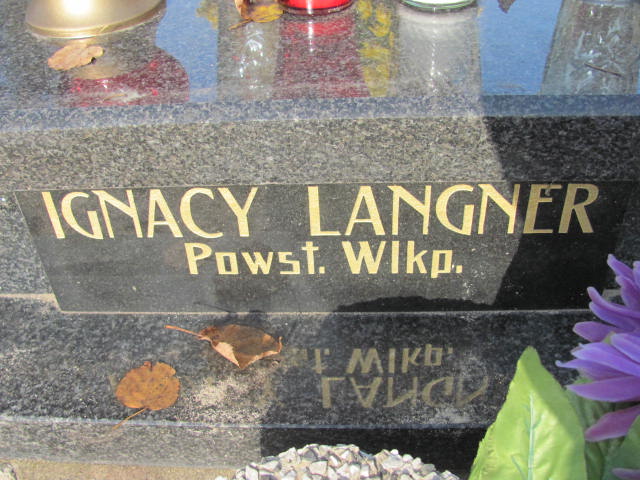 IGNACY LANGNER
Powst. Wlkp.